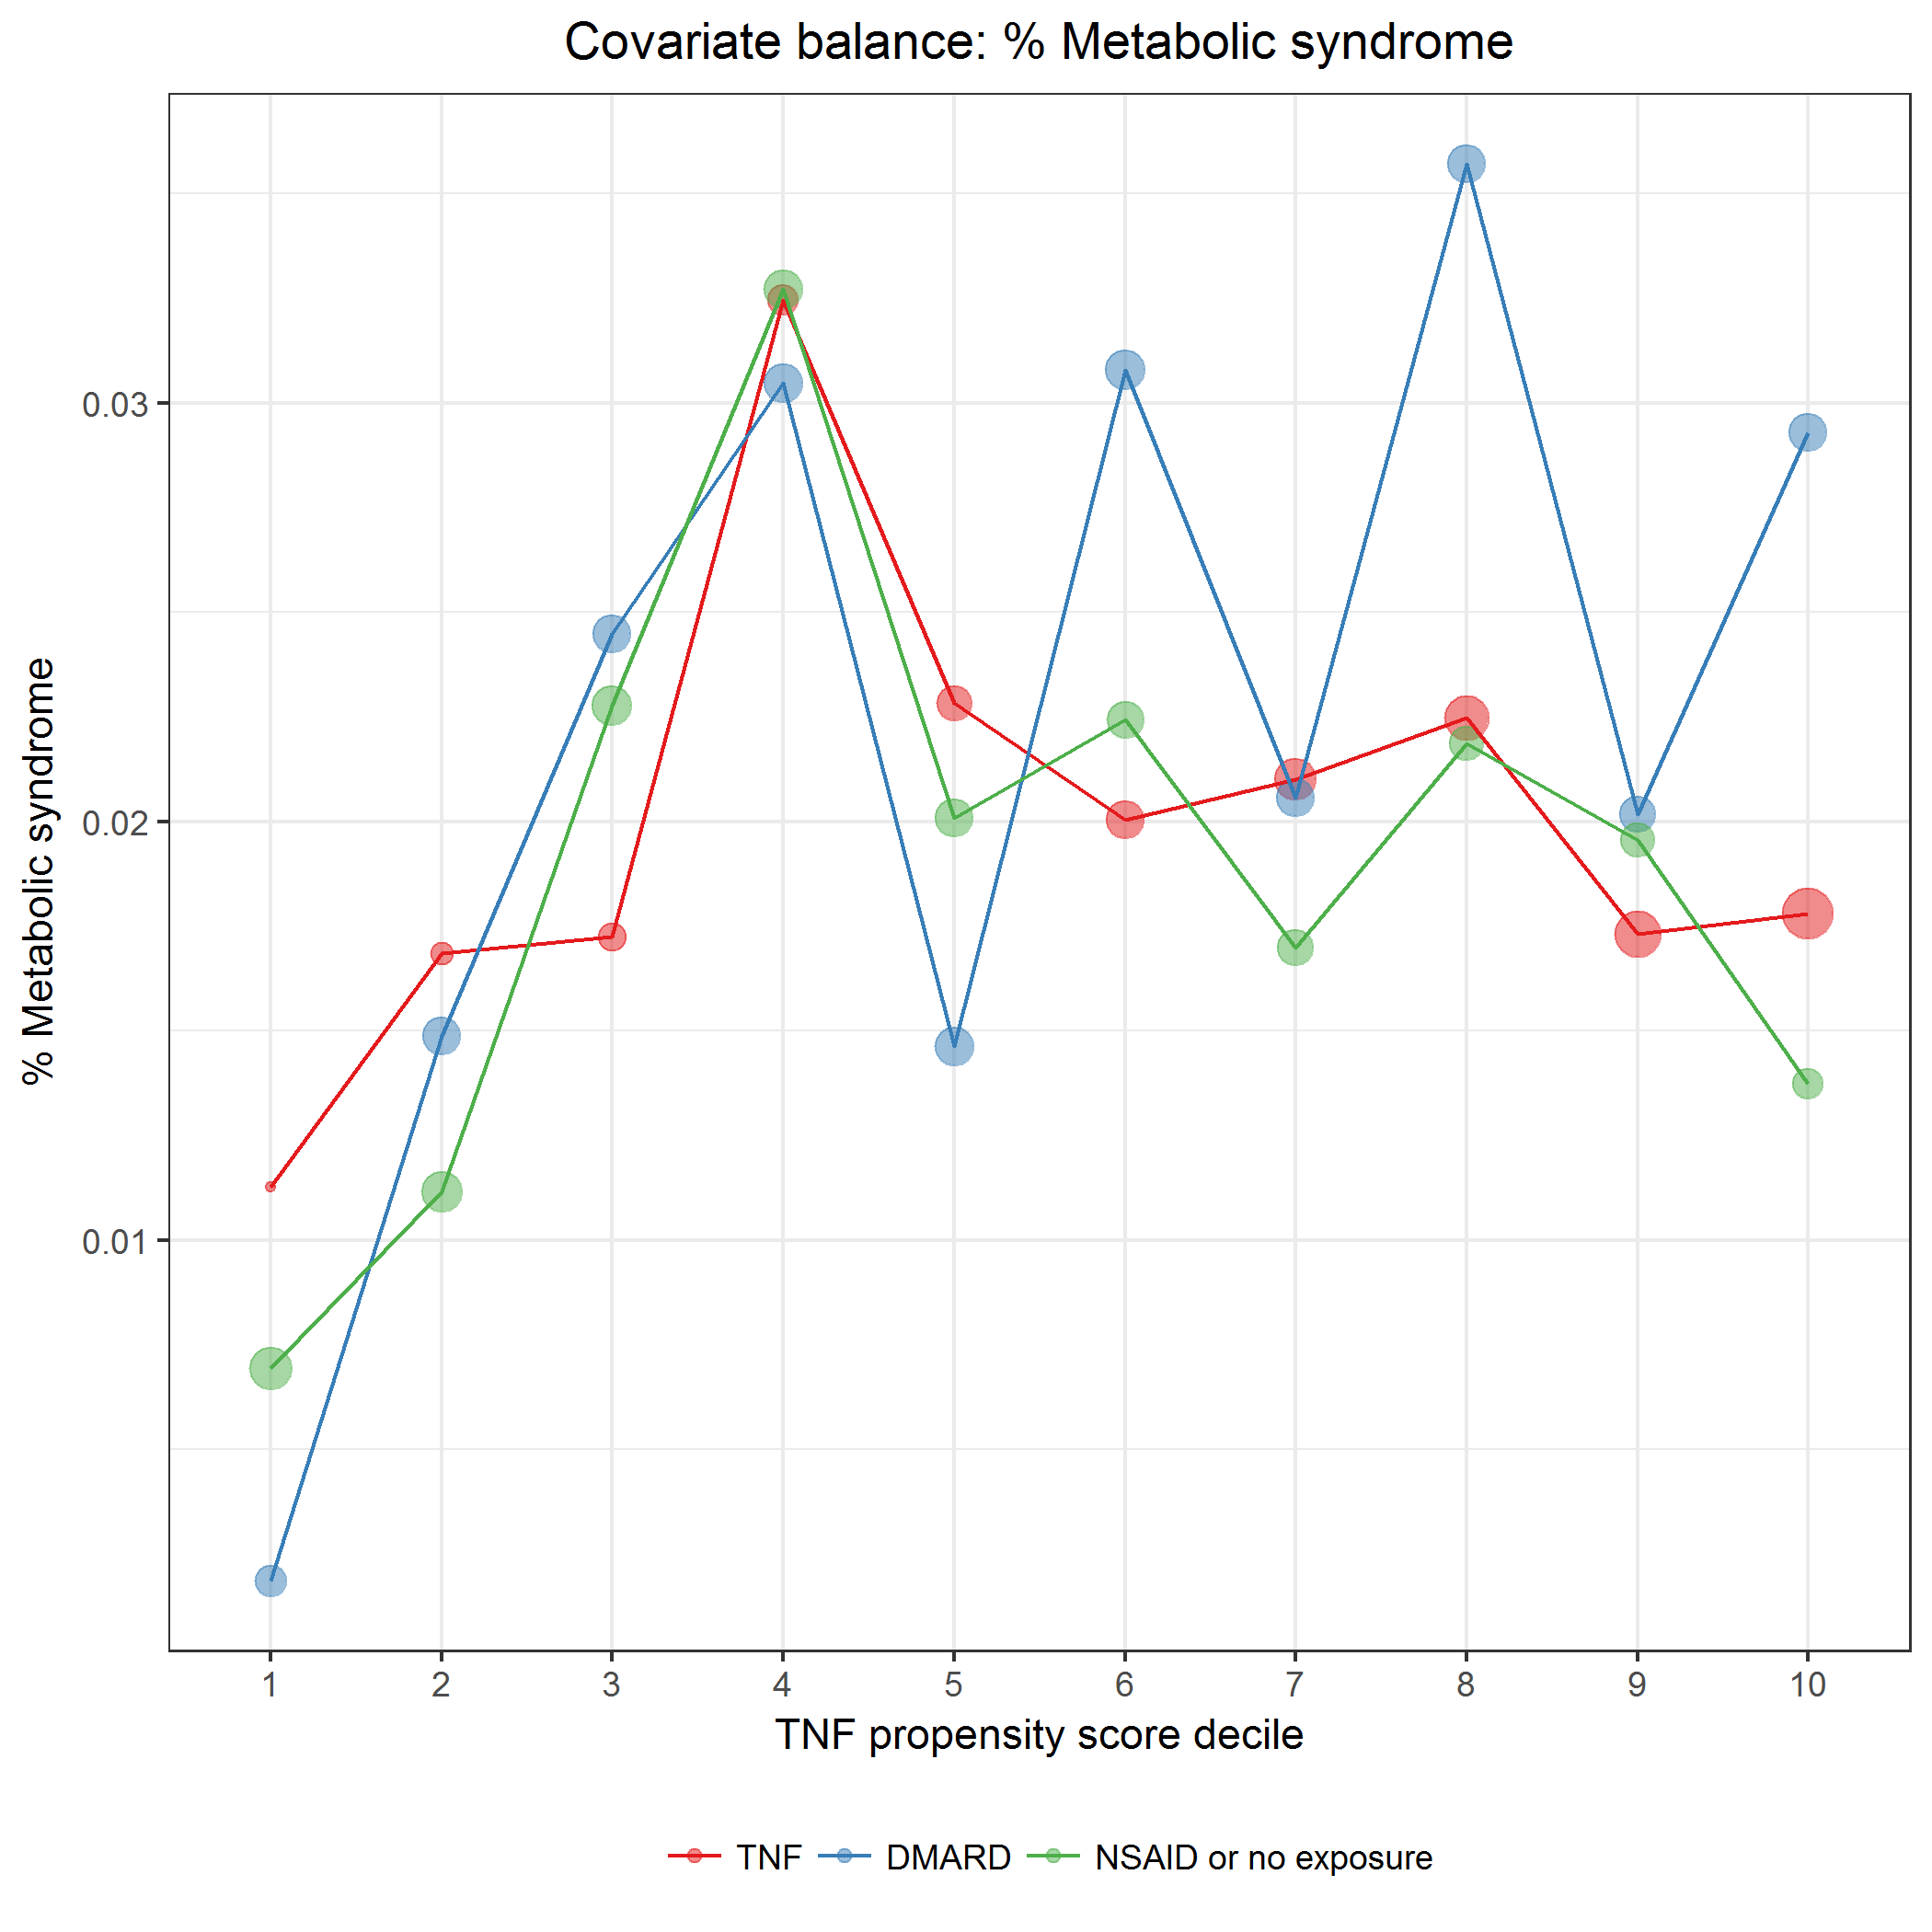 Covariate balance: % Metabolic syndrome
% Metabolic syndrome
0.03
0.02
0.01
1 2 3 4 5 6 7 8 9 10
TNF propensity score decile
TNF DMARD NSAID or no exposure